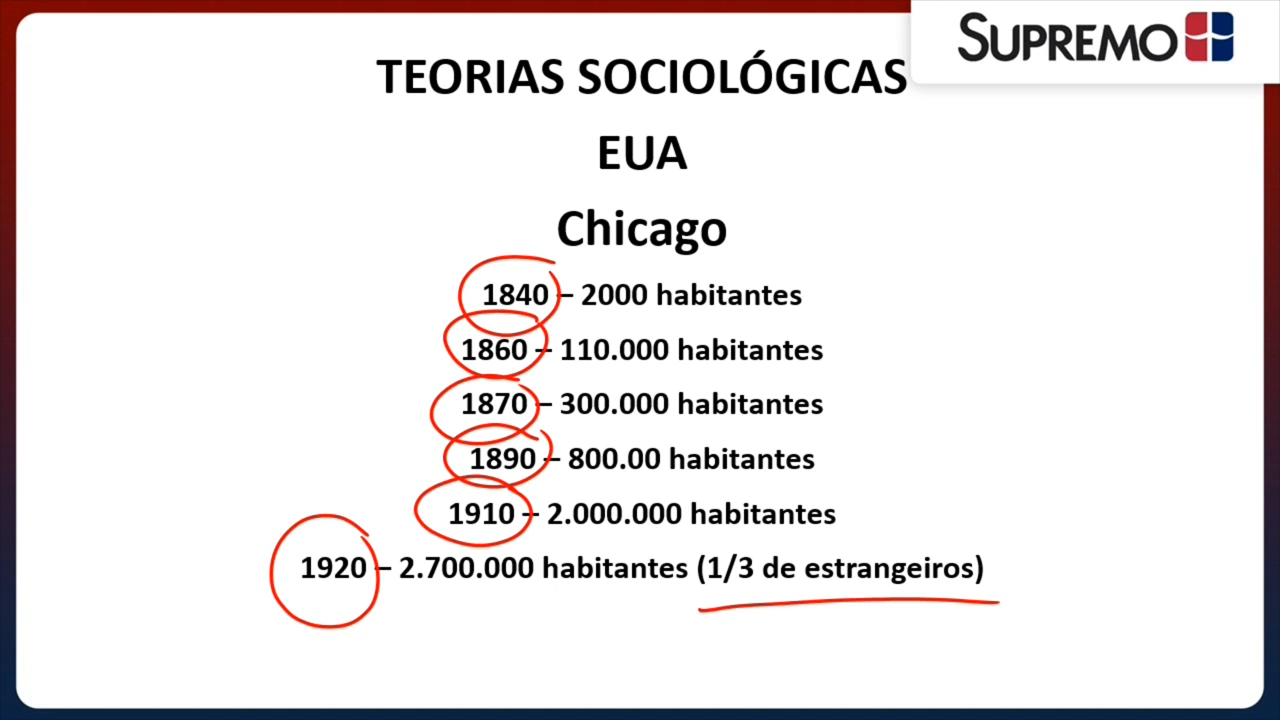 SUPREMO
TEORIAS SOCIOLÓGICAS
EUA
Chicago
1840 – 2000 habitantes
1860 – 110.000 habitantes
1870 – 300.000 habitantes
1890 – 800.00 habitantes
1910 – 2.000.000 habitantes
1920 – 2.700.000 habitantes (1/3 de estrangeiros)